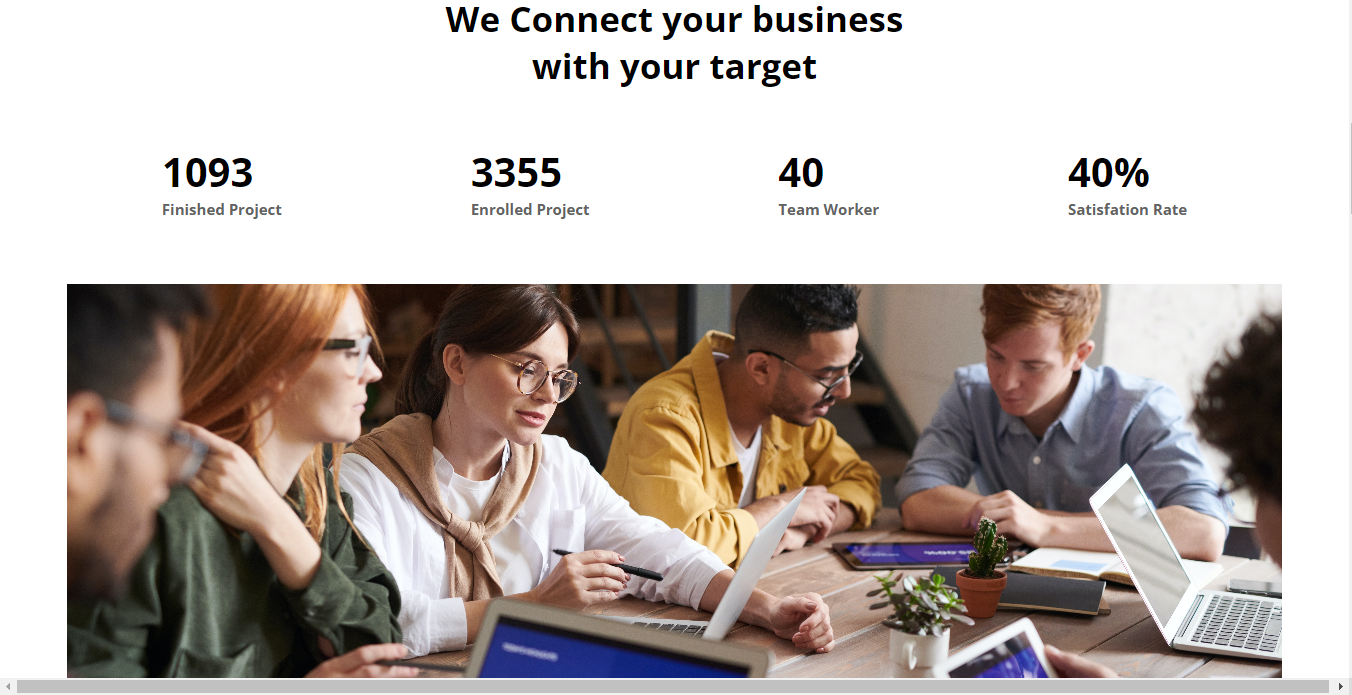 We Connect your business
with your target
1093
Finished Project
3355
Enrolled Project
40
Team Worker
40%
Satisfation Rate